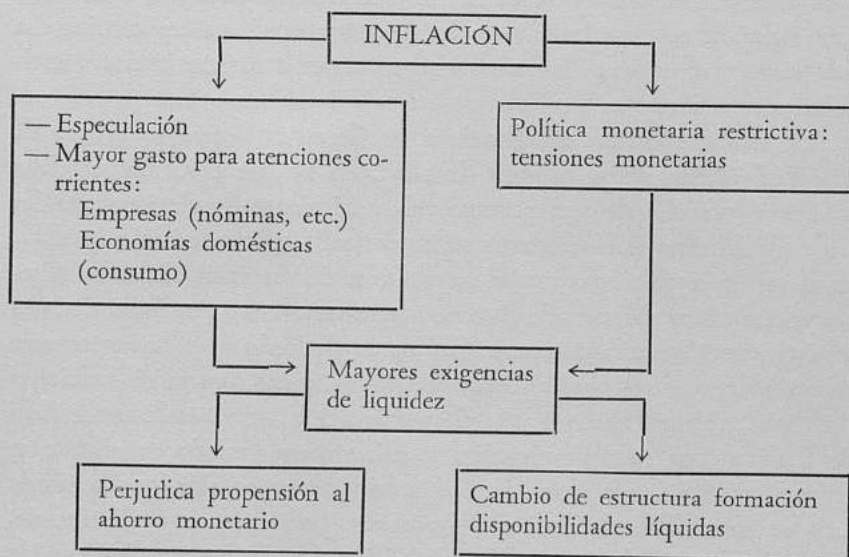 INFLACIÓN
— Especulación
— Mayor gasto para atenciones co-
rrientes:
Empresas (nóminas, etc.)
Economías domésticas
(consumo)
Política monetaria restrictiva:
tensiones monetarias
Mayores exigencias
de liquidez
Perjudica propensión al
ahorro monetario
Cambio de estructura formación
disponibilidades líquidas